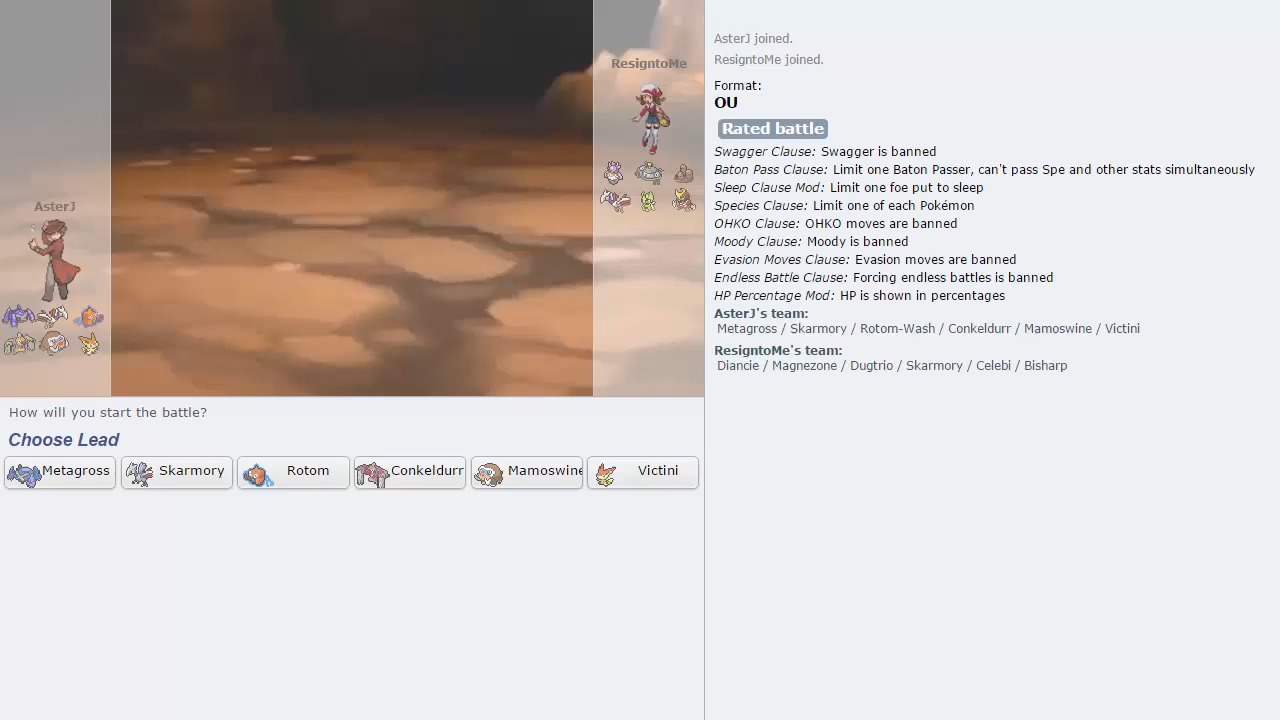 AsterJ
ResigntoMe
How will you start the battle?
Choose Lead
Metagross
Skarmory
Rotom
Conkeldurr
Mamoswine
Victini
AsterJ joined.
ResigntoMe joined.
Format:
OU
Rated battle
Swagger Clause: Swagger is banned
Baton Pass Clause: Limit one Baton Passer, can't pass Spe and other stats simultaneously
Sleep Clause Mod: Limit one foe put to sleep
Species Clause: Limit one of each Pokémon
OHKO Clause: OHKO moves are banned
Moody Clause: Moody is banned
Evasion Moves Clause: Evasion moves are banned
Endless Battle Clause: Forcing endless battles is banned
HP Percentage Mod: HP is shown in percentages
AsterJ's team:
Metagross / Skarmory / Rotom-Wash / Conkeldurr / Mamoswine / Victini
ResigntoMe's team:
Diancie / Magnezone / Dugtrio / Skarmory / Celebi / Bisharp